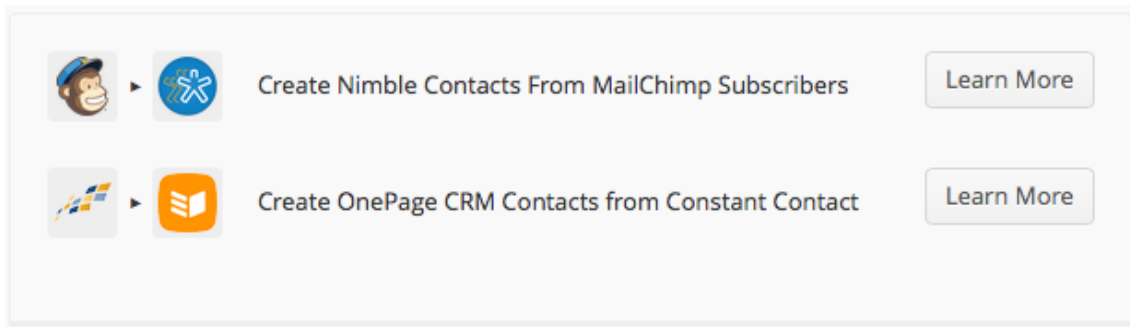 Create Nimble Contacts From MailChimp Subscribers
Learn More
Create OnePage CRM Contacts from Constant Contact
Learn More